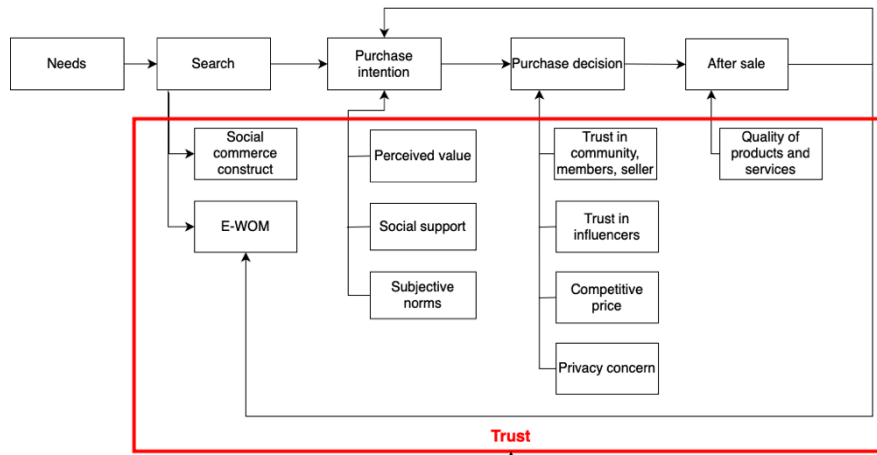 Needs
Search
Purchase
intention
Purchase decision
After sale
Social
commerce
construct
E-WOM
Perceived value
Social support
Subjective
norms
Trust in
community,
members, seller
Trust in
influencers
Competitive
price
Privacy concern
Quality of
products and
services
Trust